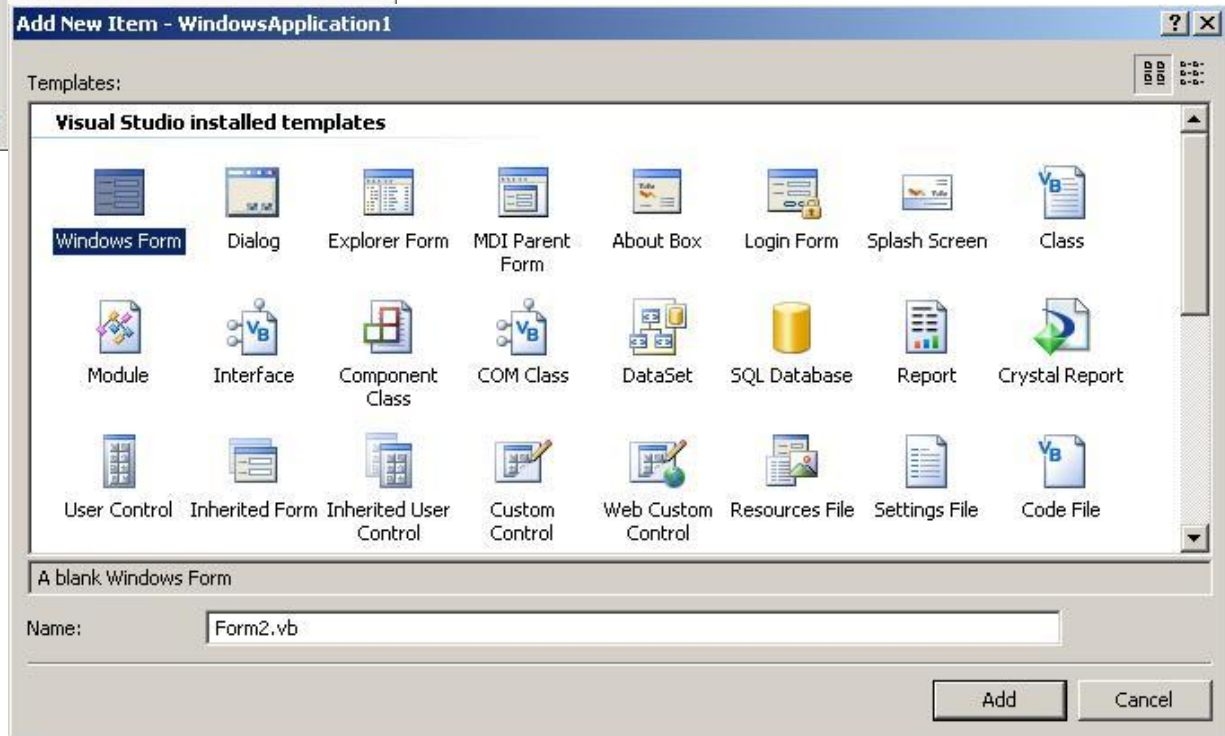 Add New Item - WindowsApplication1
Templates:
Visual Studio installed templates
Windows Form
Dialog
Explorer Form
MDI Parent
Form
About Box
Login Form
Splash Screen
Class
Module
Interface
Component
Class
COM Class
DataSet
SQL Database
Report
Crystal Report
User Control
Inherited Form
Inherited User
Control
Custom
Control
Web Custom
Control
Resources File
Settings File
Code File
A blank Windows Form
Name:
Form2.vb
Add
Cancel